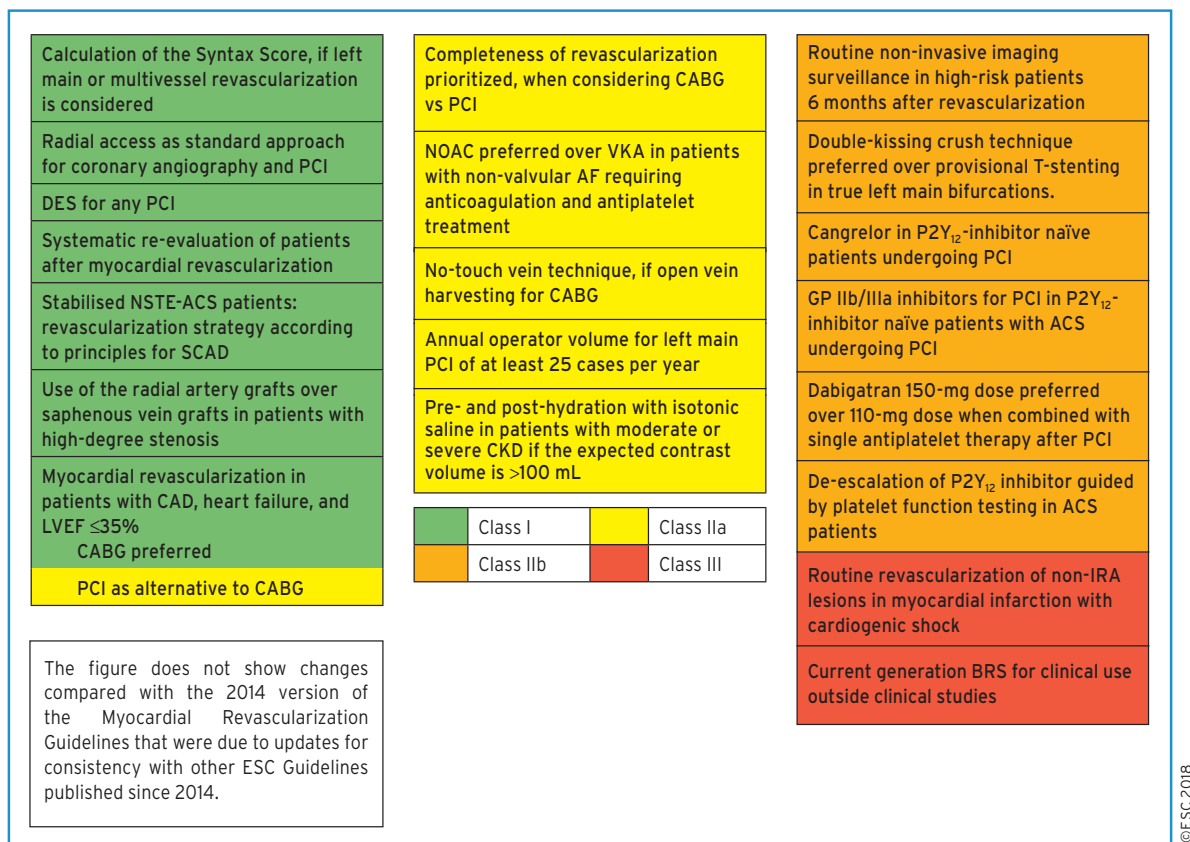 Calculation of the Syntax Score, if left
main or multivessel revascularization
is considered
Radial access as standard approach
for coronary angiography and PCI
DES for any PCI
Systematic re-evaluation of patients
after myocardial revascularization
Stabilised NSTE-ACS patients:
revascularization strategy according
to principles for SCAD
Use of the radial artery grafts over
saphenous vein grafts in patients with
high-degree stenosis
Myocardial revascularization in
patients with CAD, heart failure, and
LVEF ≤35%
CABG preferred
PCI as alternative to CABG
The figure does not show changes
compared with the 2014 version of
the Myocardial Revascularization
Guidelines that were due to updates for
consistency with other ESC Guidelines
published since 2014.
Completeness of revascularization
prioritized, when considering CABG
vs PCI
NOAC preferred over VKA in patients
with non-valvular AF requiring
anticoagulation and antiplatelet
treatment
No-touch vein technique, if open vein
harvesting for CABG
Annual operator volume for left main
PCI of at least 25 cases per year
Pre- and post-hydration with isotonic
saline in patients with moderate or
severe CKD if the expected contrast
volume is >100 mL
Class I
Class IIa
Class IIb
Class III
Routine non-invasive imaging
surveillance in high-risk patients
6 months after revascularization
Double-kissing crush technique
preferred over provisional T-stenting
in true left main bifurcations.
Cangrelor in P2Y₁₂-inhibitor naïve
patients undergoing PCI
GP IIb/IIIa inhibitors for PCI in P2Y₁₂-
inhibitor naïve patients with ACS
undergoing PCI
Dabigatran 150-mg dose preferred
over 110-mg dose when combined with
single antiplatelet therapy after PCI
De-escalation of P2Y₁₂ inhibitor guided
by platelet function testing in ACS
patients
Routine revascularization of non-IRA
lesions in myocardial infarction with
cardiogenic shock
Current generation BRS for clinical use
outside clinical studies
©ESC 2018